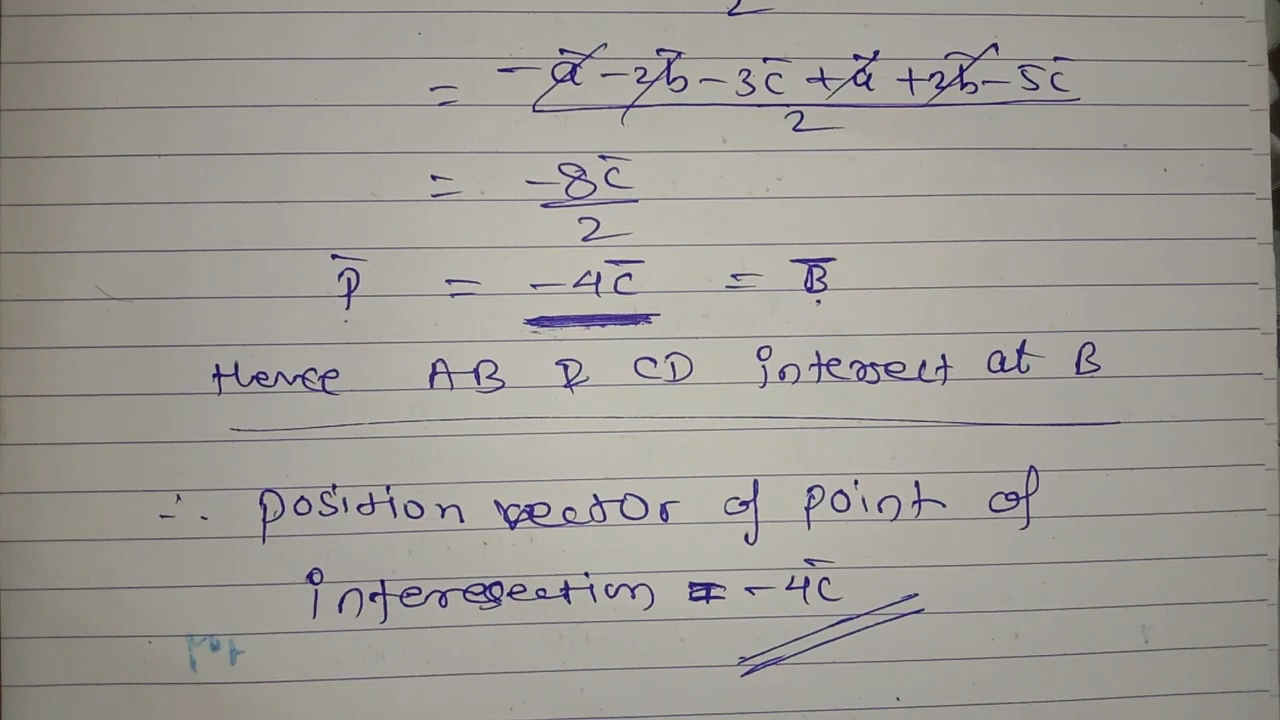 = -a̅ - 2b̅ - 3c̅ + a̅ + 2b̅ - 5c̅
2
= -8c̅
2
P̅ = -4c̅ = B̅
Hence AB & CD intersect at B
∴ position vector of point of
interesection = -4c̅